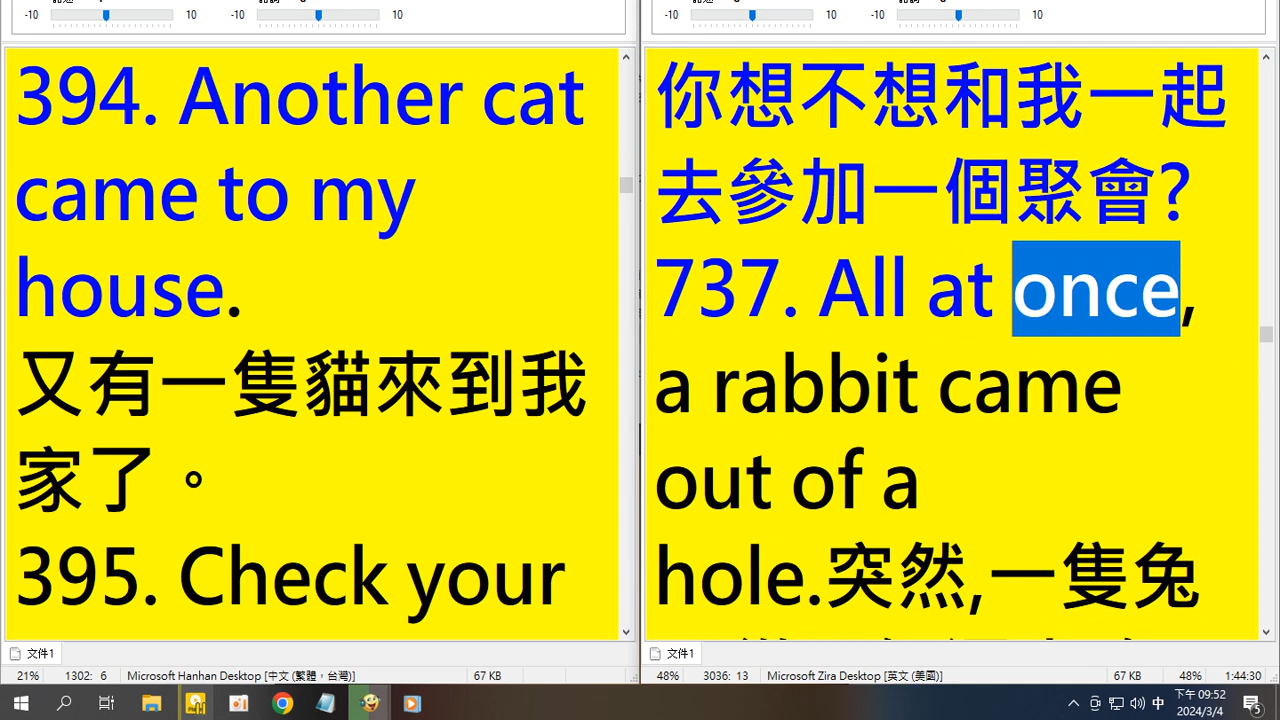 -10 10 -10 10
394. Another cat
came to my
house.
又有一隻貓來到我
家了。
395. Check your
文件1
21% 1302: 6 Microsoft Hanhan Desktop [中文 (繁體，台灣)] 67 KB
-10 10 -10 10
你想不想和我一起
去參加一個聚會?
737. All at once,
a rabbit came
out of a
hole.突然,一隻兔
文件1
48% 3036: 13 Microsoft Zira Desktop [英文 (美國)] 67 KB 48% 1:44:30
中 下午 09:52
2024/3/4
5